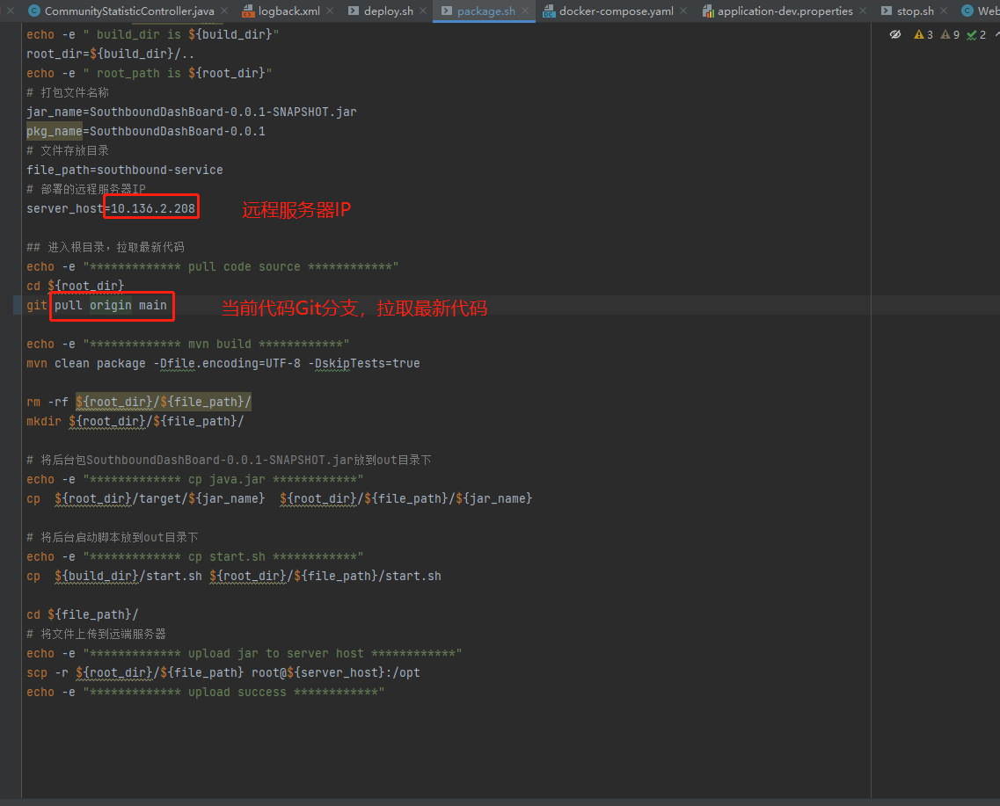 CommunityStatisticController.java logback.xml deploy.sh package.sh docker-compose.yaml application-dev.properties stop.sh Web
3 9 2
echo -e " build_dir is ${build_dir}"
root_dir=${build_dir}/..
echo -e " root_path is ${root_dir}"
# 打包文件名称
jar_name=SouthboundDashBoard-0.0.1-SNAPSHOT.jar
pkg_name=SouthboundDashBoard-0.0.1
# 文件存放目录
file_path=southbound-service
# 部署的远程服务器IP
server_host=10.136.2.208 远程服务器IP
## 进入根目录，拉取最新代码
echo -e "************* pull code source ************"
cd ${root_dir}
git pull origin main 当前代码Git分支，拉取最新代码
echo -e "************* mvn build ************"
mvn clean package -Dfile.encoding=UTF-8 -DskipTests=true
rm -rf ${root_dir}/${file_path}/
mkdir ${root_dir}/${file_path}/
# 将后台包SouthboundDashBoard-0.0.1-SNAPSHOT.jar放到out目录下
echo -e "************* cp java.jar ************"
cp  ${root_dir}/target/${jar_name}  ${root_dir}/${file_path}/${jar_name}
# 将后台启动脚本放到out目录下
echo -e "************* cp start.sh ************"
cp  ${build_dir}/start.sh ${root_dir}/${file_path}/start.sh
cd ${file_path}/
# 将文件上传到远端服务器
echo -e "************* upload jar to server host ************"
scp -r ${root_dir}/${file_path} root@${server_host}:/opt
echo -e "************* upload success ************"